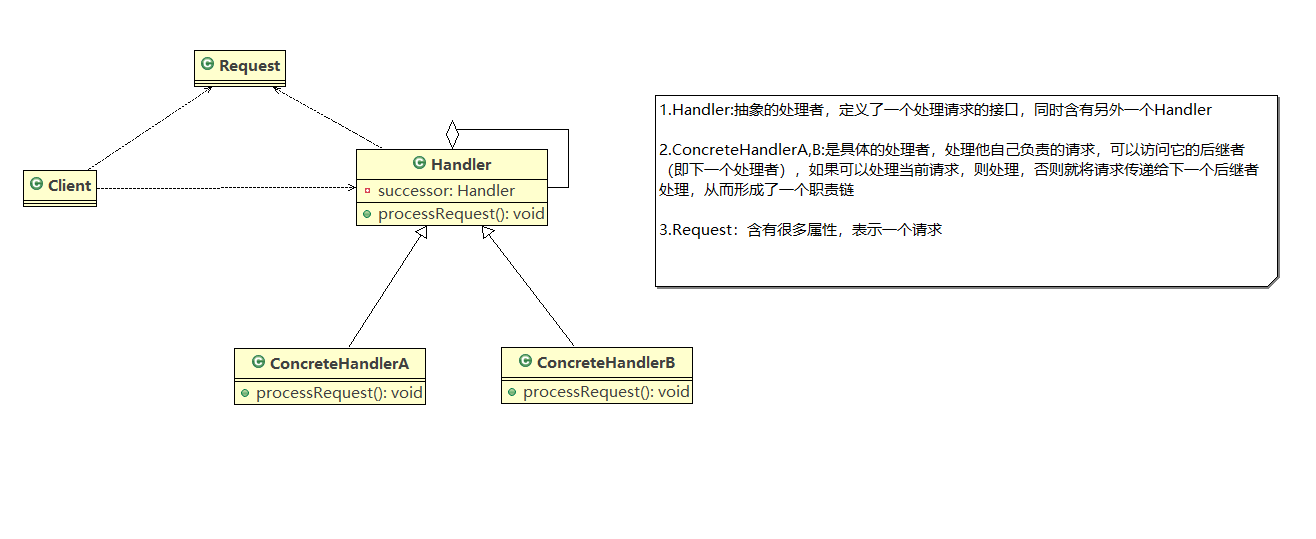 Request
Client
Handler
successor: Handler
processRequest(): void
ConcreteHandlerA
processRequest(): void
ConcreteHandlerB
processRequest(): void
1.Handler:抽象的处理者，定义了一个处理请求的接口，同时含有另外一个Handler
2.ConcreteHandlerA,B:是具体的处理者，处理他自己负责的请求，可以访问它的后继者
（即下一个处理者），如果可以处理当前请求，则处理，否则就将请求传递给下一个后继者
处理，从而形成了一个职责链
3.Request：含有很多属性，表示一个请求